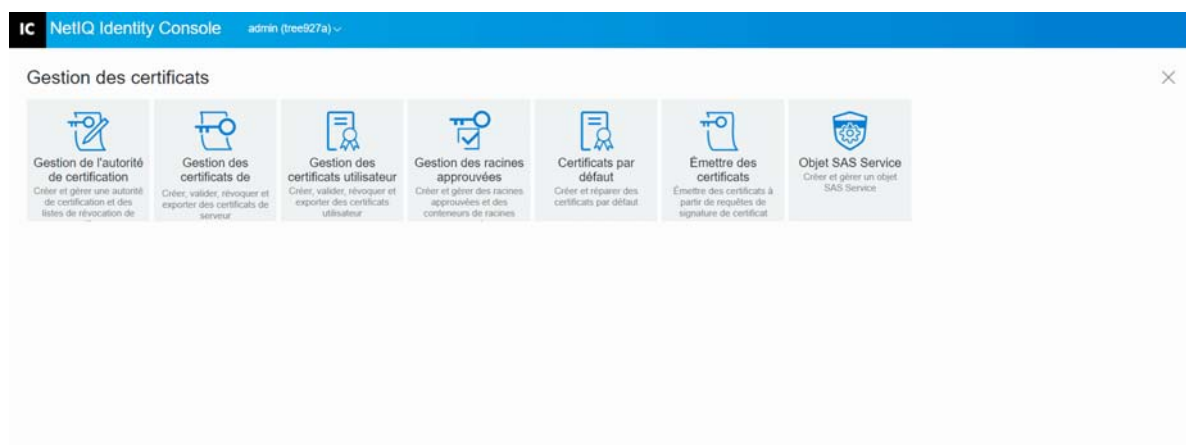 IC NetIQ Identity Console admin (tree927a)
Gestion des certificats
Gestion de l'autorité
de certification
Créer et gérer une autorité
de certification et des
listes de révocation de
Gestion des
certificats de
Créer, valider, révoquer et
exporter des certificats de
serveur
Gestion des
certificats utilisateur
Créer, valider, révoquer et
exporter des certificats
utilisateur
Gestion des racines
approuvées
Créer et gérer des racines
approuvées et des
conteneurs de racines
Certificats par
défaut
Créer et réparer des
certificats par défaut
Émettre des
certificats
Émettre des certificats à
partir de requêtes de
signature de certificat
Objet SAS Service
Créer et gérer un objet
SAS Service